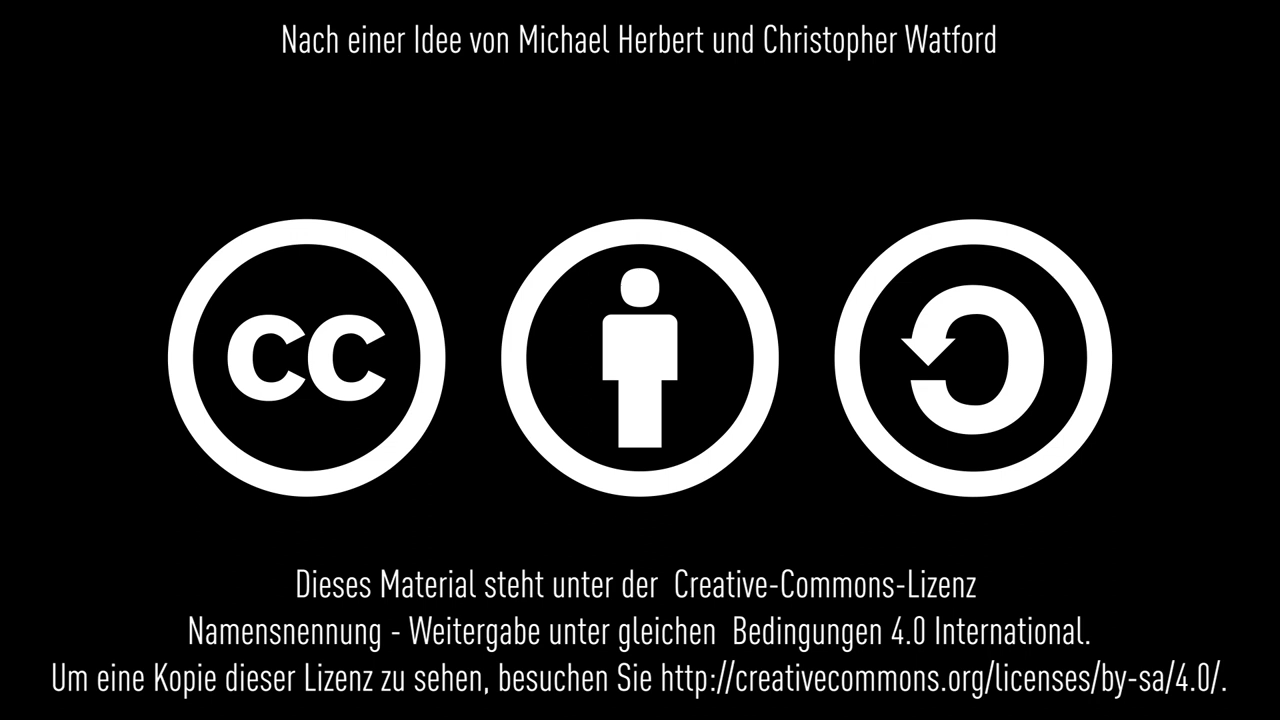 Nach einer Idee von Michael Herbert und Christopher Watford
cc
Dieses Material steht unter der Creative-Commons-Lizenz
Namensnennung - Weitergabe unter gleichen Bedingungen 4.0 International.
Um eine Kopie dieser Lizenz zu sehen, besuchen Sie http://creativecommons.org/licenses/by-sa/4.0/.